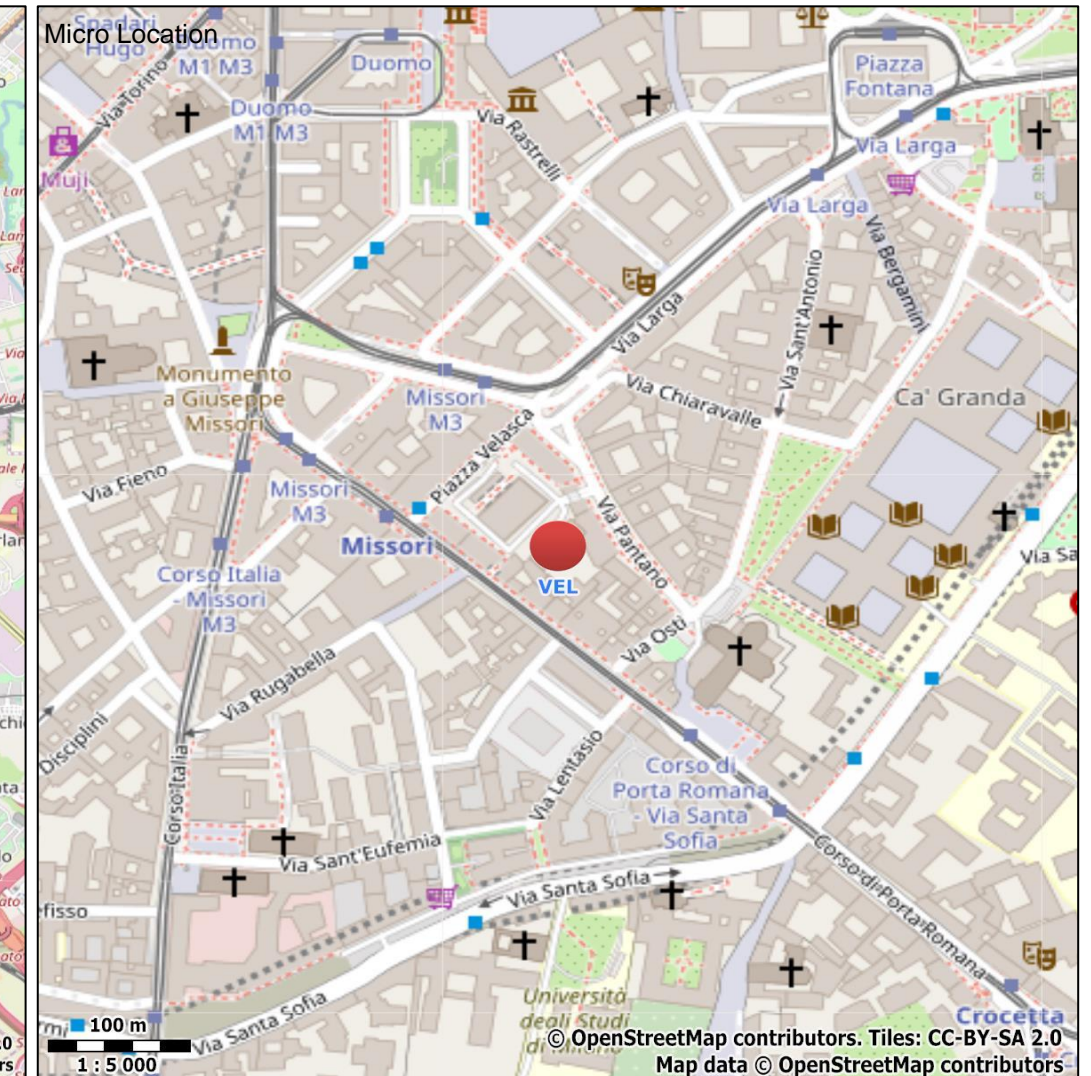 Micro Location
Spadari
Hugo
Duomo
M1 M3
Duomo
Piazza
Fontana
Via Torino
Duomo
M1 M3
Via Rastrelli
Via Larga
Muji
Via Larga
Via Bergamini
Via Sant'Antonio
Via Larga
Monumento
a Giuseppe
Missori
Missori
M3
Via Chiaravalle
Ca' Granda
Piazza Velasca
Via Fieno
Missori
M3
Missori
Via Pantano
VEL
Via Sa
Corso Italia
- Missori
M3
Via Osti
Via Rugabella
Disciplini
Corso Italia
Via Lentasio
Corso di
Porta Romana
- Via Santa
Sofia
Via Sant'Eufemia
Corso di Porta Romana
Via Santa Sofia
efisso
Università
degli Studi
di Milano
Crocetta
Via Santa Sofia
100 m
1 : 5 000
© OpenStreetMap contributors. Tiles: CC-BY-SA 2.0
Map data © OpenStreetMap contributors